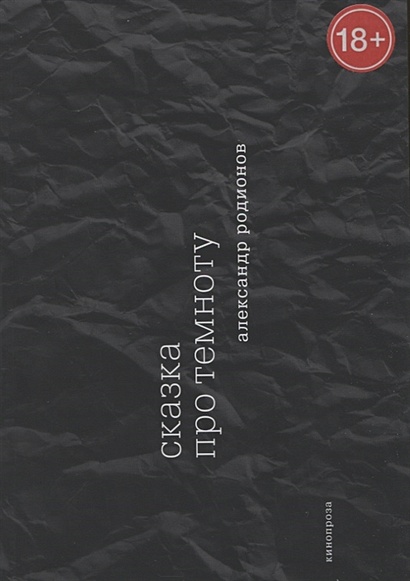 18+
сказка
про темноту
александр родионов
кинопроза